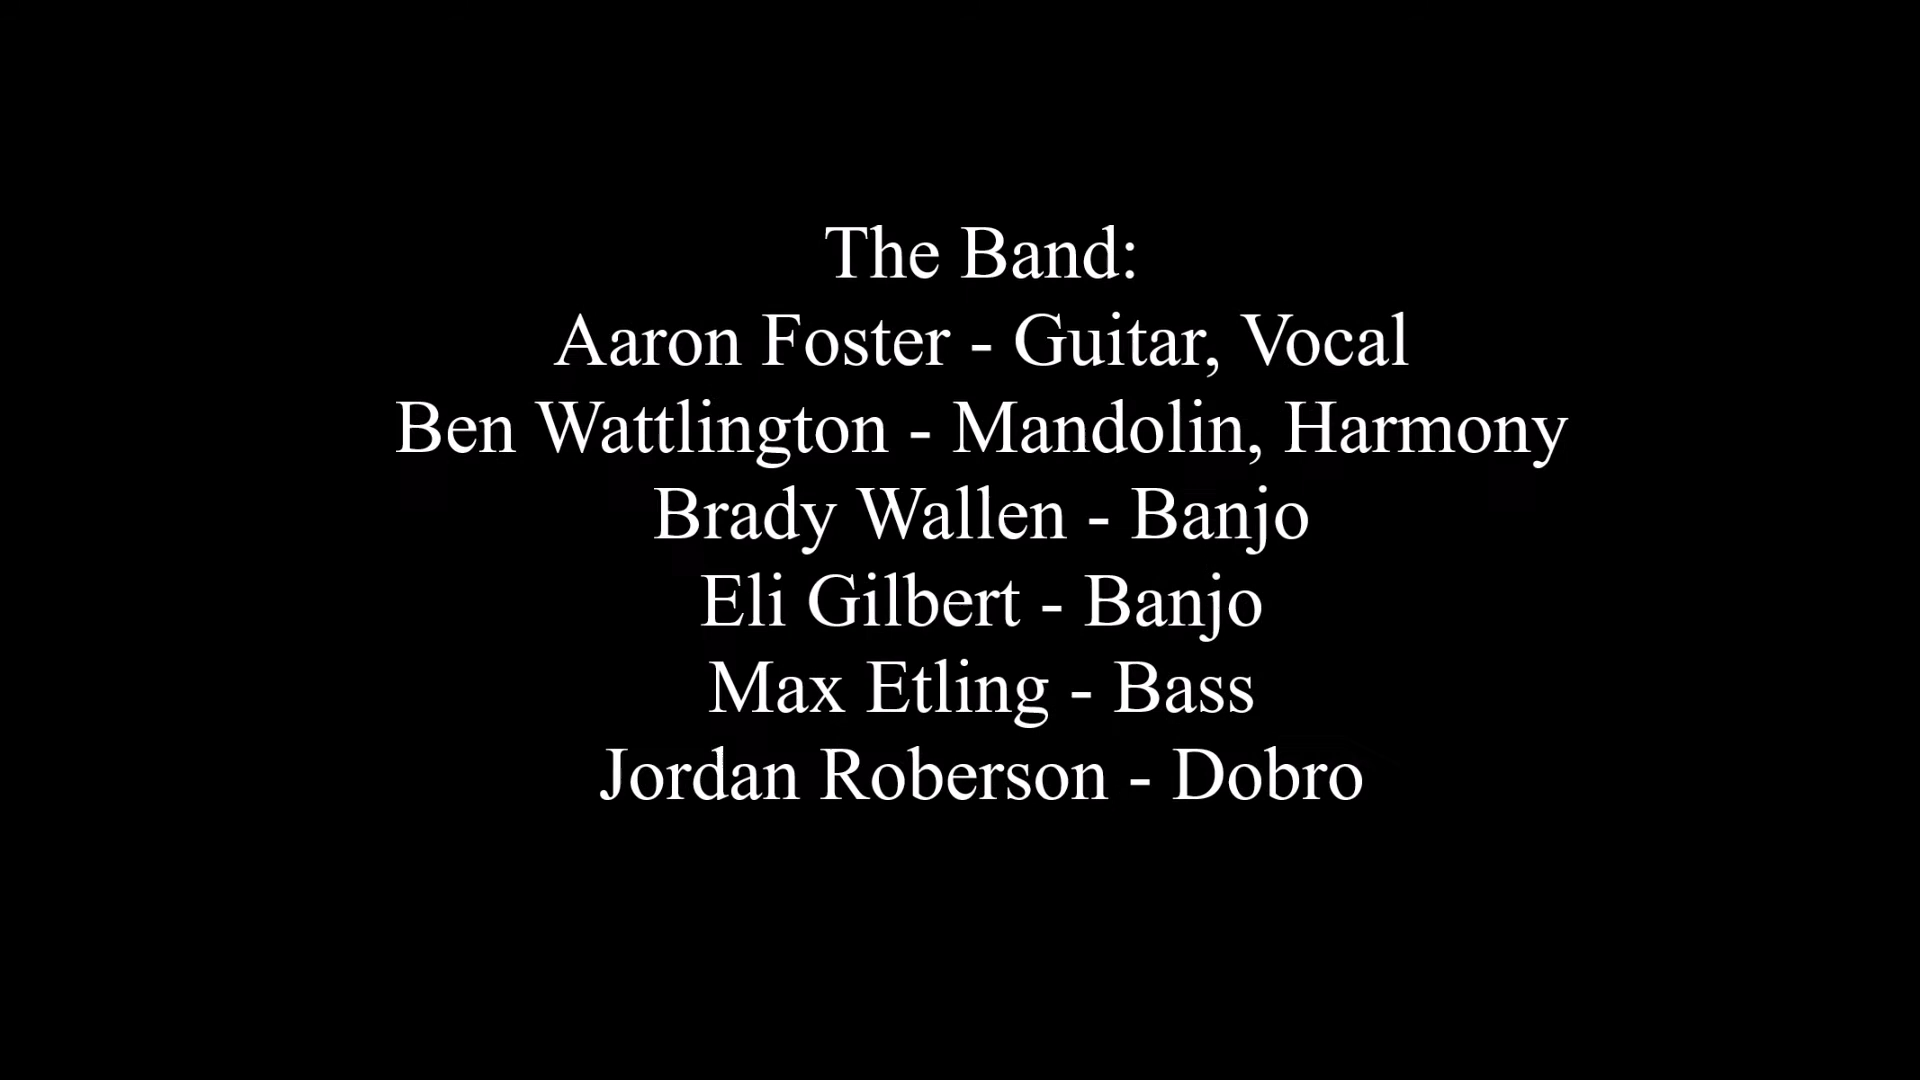 The Band:
Aaron Foster - Guitar, Vocal
Ben Wattlington - Mandolin, Harmony
Brady Wallen - Banjo
Eli Gilbert - Banjo
Max Etling - Bass
Jordan Roberson - Dobro